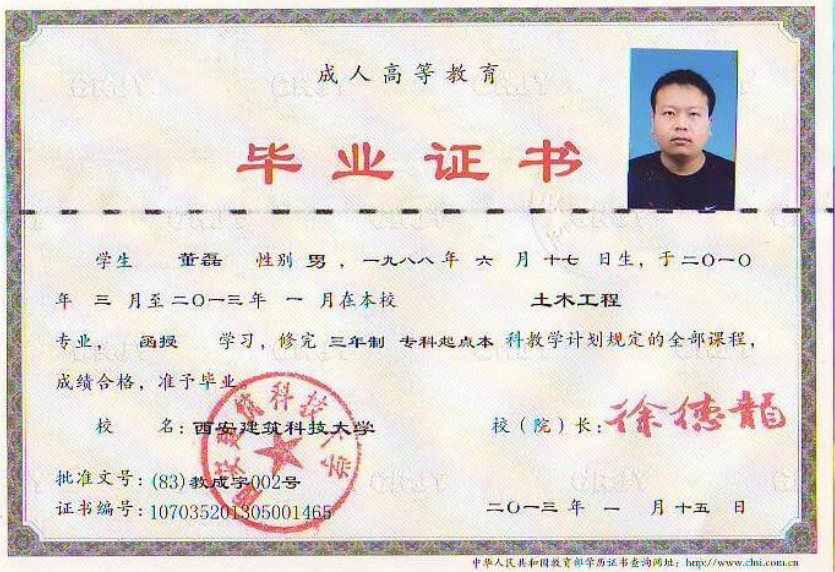 成人高等教育
毕业证书
学生 董磊 性别 男 ，一九八八年 六 月 十七 日生，于二〇一〇
年 三 月至二〇一三年 一 月在本校 土木工程
专业， 函授 学习，修完 三年制 专科起点本 科教学计划规定的全部课程，
成绩合格，准予毕业。
校 名：西安建筑科技大学
校（院）长：徐德龍
西安建筑科技大学
批准文号：(83)教成字002号
证书编号：107035201305001465
二〇一三 年 一 月十五 日
中华人民共和国教育部学历证书查询网址：http://www.chsi.com.cn